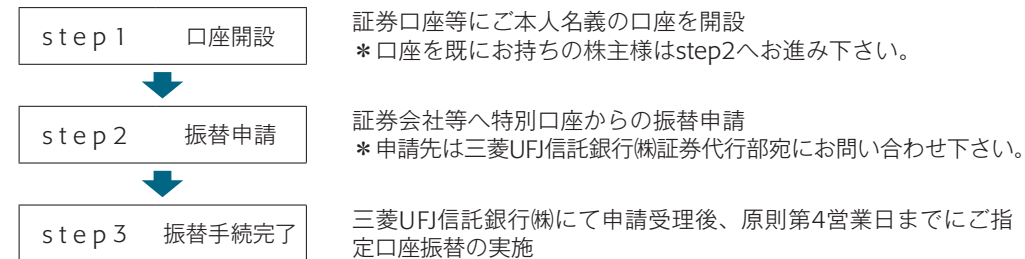 step1 口座開設
証券口座等にご本人名義の口座を開設
＊口座を既にお持ちの株主様はstep2へお進み下さい。
step2 振替申請
証券会社等へ特別口座からの振替申請
＊申請先は三菱UFJ信託銀行㈱証券代行部宛にお問い合わせ下さい。
step3 振替手続完了
三菱UFJ信託銀行㈱にて申請受理後、原則第4営業日までにご指
定口座振替の実施